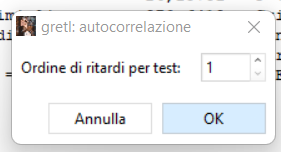 gretl: autocorrelazione
Ordine di ritardi per test:
1
Annulla
OK